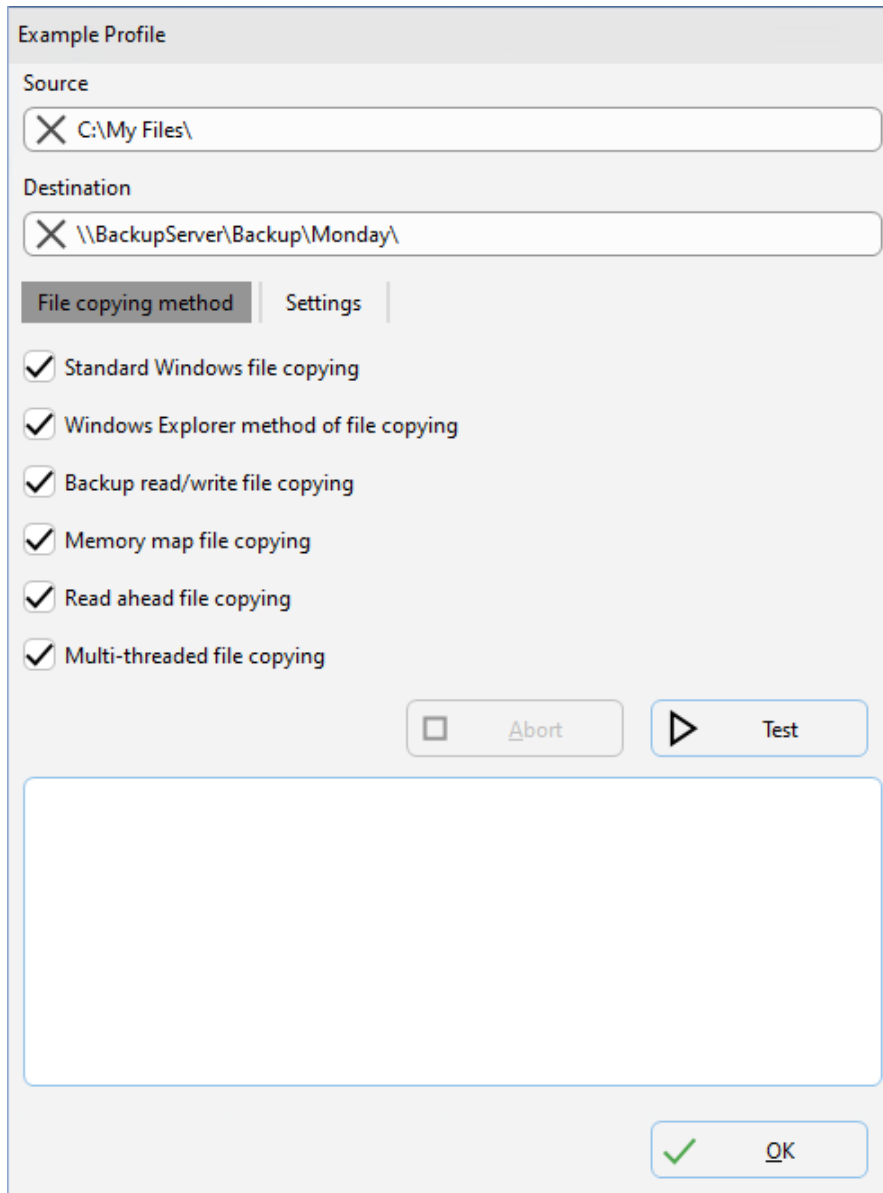 Example Profile
Source
C:\My Files\
Destination
\\BackupServer\Backup\Monday\
File copying method Settings
Standard Windows file copying
Windows Explorer method of file copying
Backup read/write file copying
Memory map file copying
Read ahead file copying
Multi-threaded file copying
Abort Test
OK